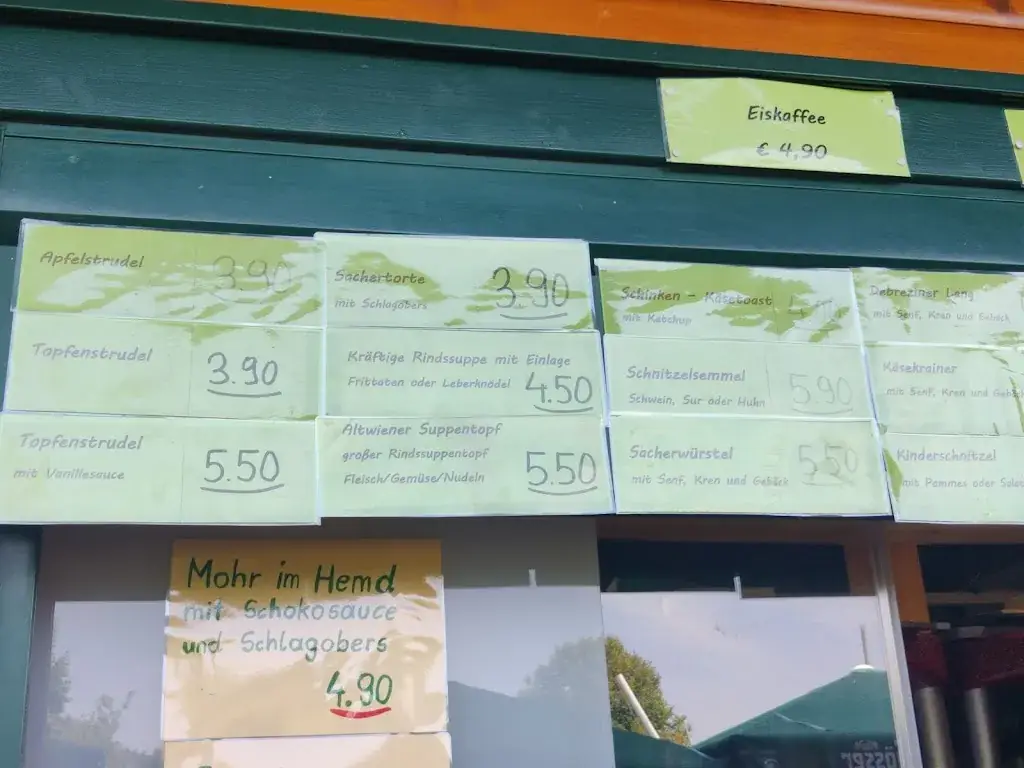 Eiskaffee
€ 4,90
Apfelstrudel 3.90
Topfenstrudel 3.90
Topfenstrudel
mit Vanillesauce 5.50
Sachertorte 3.90
mit Schlagobers
Kräftige Rindssuppe mit Einlage
Frittaten oder Leberknödel 4.50
Altwiener Suppentopf
großer Rindssuppentopf
Fleisch/Gemüse/Nudeln 5.50
Schinken - Käsetoast
mit Ketchup
Schnitzelsemmel 5.90
Schwein, Sur oder Huhn
Sacherwürstel 5.50
mit Senf, Kren und Gebäck
Debreziner Lang
mit Senf, Kren und Gebäck
Käsekrainer
mit Senf, Kren und Gebäck
Kinderschnitzel
mit Pommes oder Salat
Mohr im Hemd
mit Schokosauce
und Schlagobers
4.90